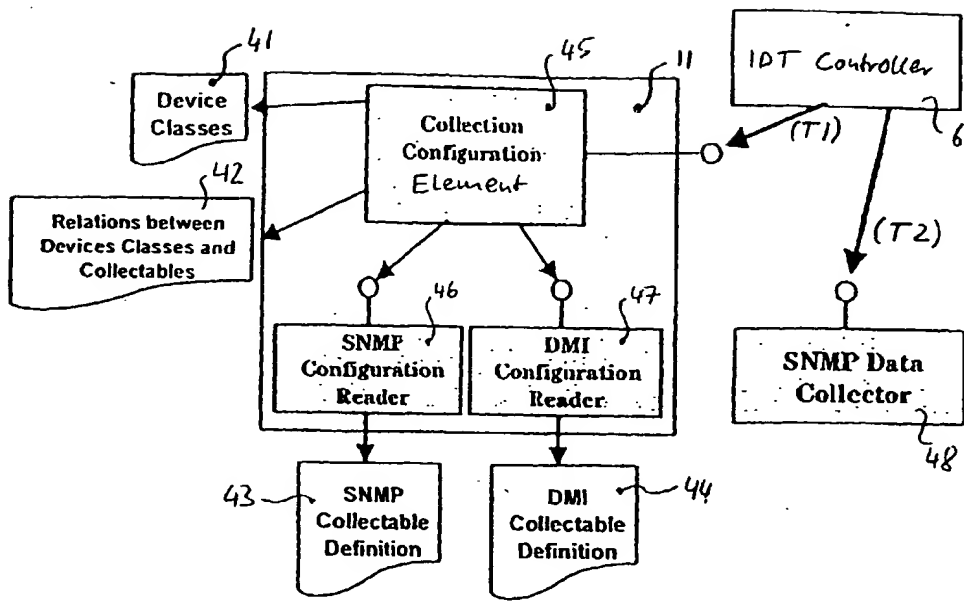 41
45
11
IDT Controller
Device
Classes
Collection
Configuration
Element
(T1)
6
42
Relations between
Devices Classes and
Collectables
(T2)
46
47
SNMP
Configuration
Reader
DMI
Configuration
Reader
SNMP Data
Collector
48
43
SNMP
Collectable
Definition
44
DMI
Collectable
Definition